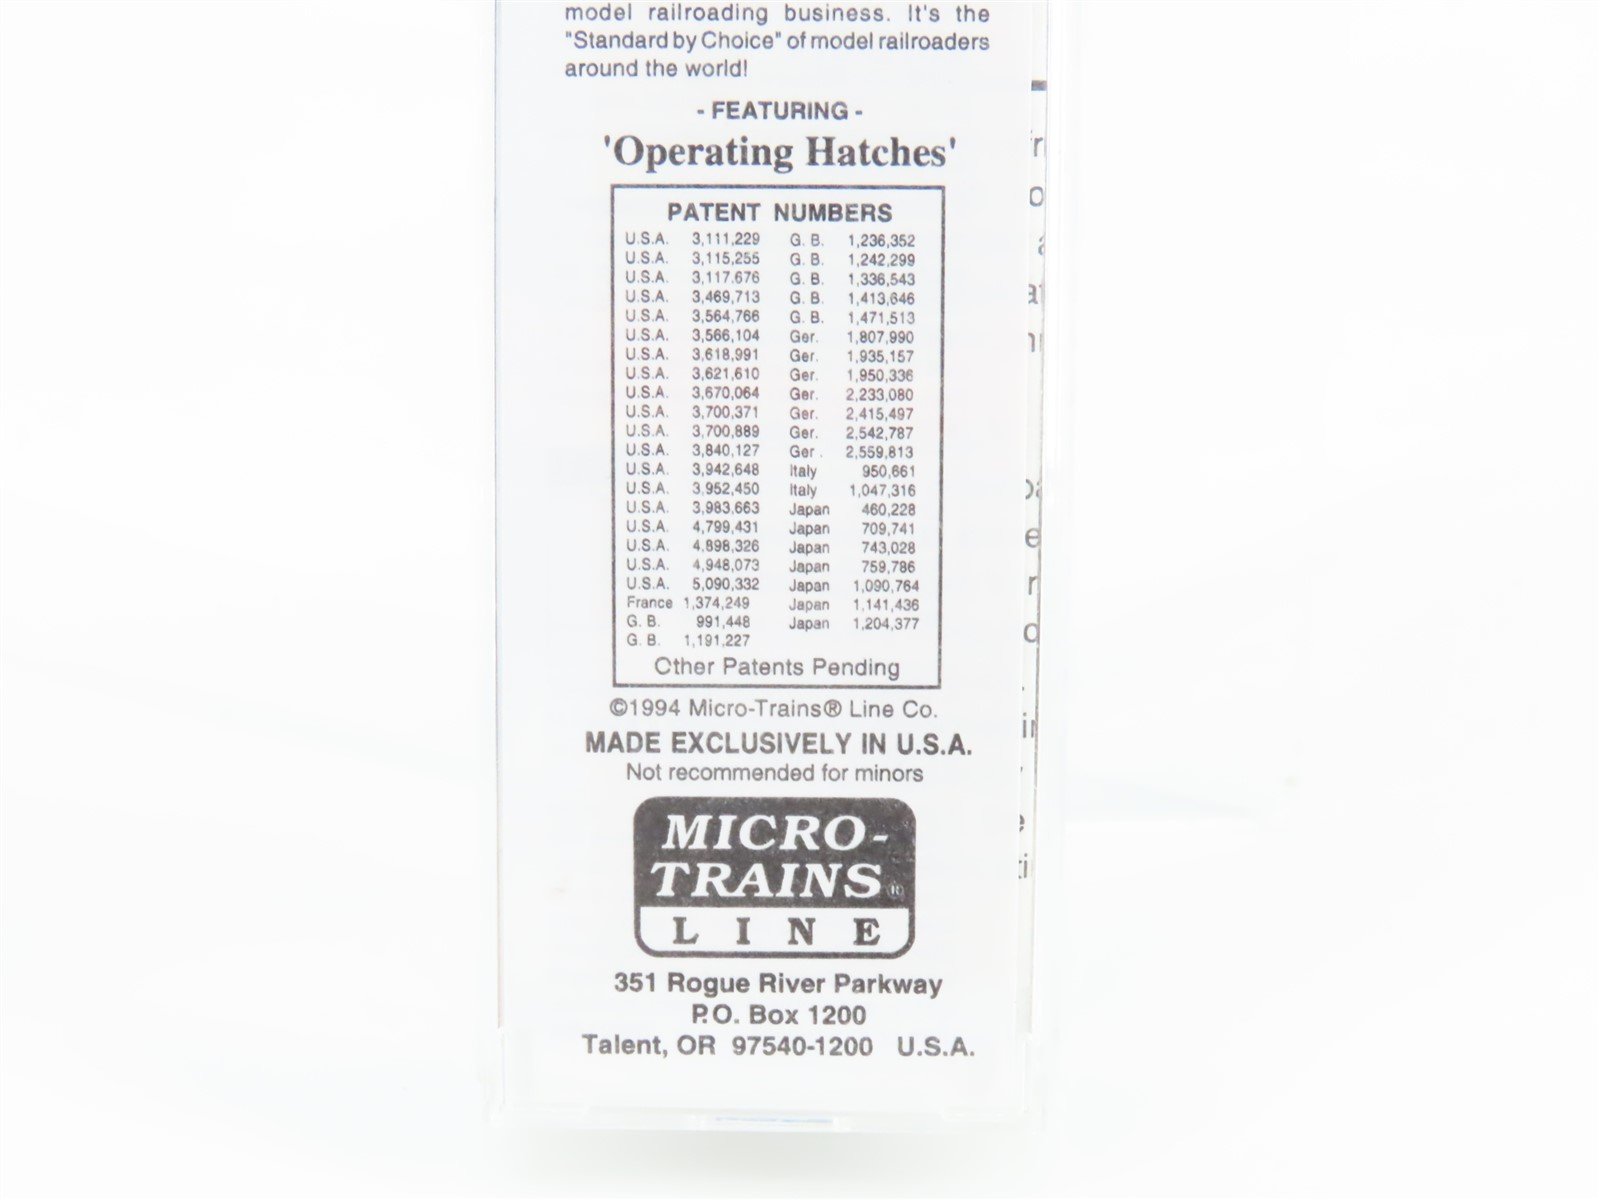 model railroading business. It's the
"Standard by Choice" of model railroaders
around the world!
- FEATURING -
'Operating Hatches'
PATENT NUMBERS
U.S.A. 3,111,229 G. B. 1,236,352
U.S.A. 3,115,255 G. B. 1,242,299
U.S.A. 3,117,676 G. B. 1,336,543
U.S.A. 3,469,713 G. B. 1,413,646
U.S.A. 3,564,766 G. B. 1,471,513
U.S.A. 3,566,104 Ger. 1,807,990
U.S.A. 3,618,991 Ger. 1,935,157
U.S.A. 3,621,610 Ger. 1,950,336
U.S.A. 3,670,064 Ger. 2,233,080
U.S.A. 3,700,371 Ger. 2,415,497
U.S.A. 3,700,889 Ger. 2,542,787
U.S.A. 3,840,127 Ger . 2,559,813
U.S.A. 3,942,648 Italy 950,661
U.S.A. 3,952,450 Italy 1,047,316
U.S.A. 3,983,663 Japan 460,228
U.S.A. 4,799,431 Japan 709,741
U.S.A. 4,898,326 Japan 743,028
U.S.A. 4,948,073 Japan 759,786
U.S.A. 5,090,332 Japan 1,090,764
France 1,374,249 Japan 1,141,436
G. B. 991,448 Japan 1,204,377
G. B. 1,191,227
Other Patents Pending
©1994 Micro-Trains® Line Co.
MADE EXCLUSIVELY IN U.S.A.
Not recommended for minors
MICRO-
TRAINS®
LINE
351 Rogue River Parkway
P.O. Box 1200
Talent, OR 97540-1200 U.S.A.